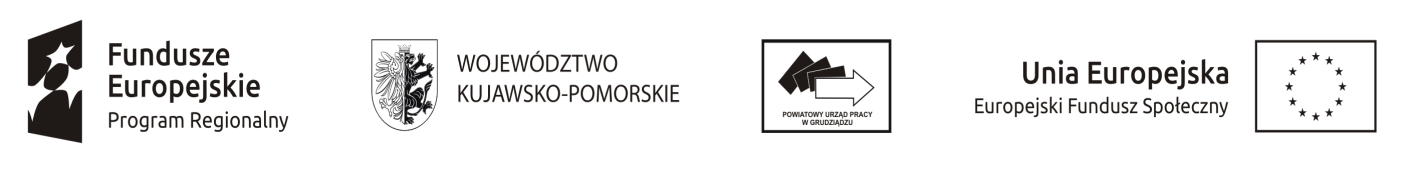 Fundusze
Europejskie
Program Regionalny
WOJEWÓDZTWO
KUJAWSKO-POMORSKIE
POWIATOWY URZĄD PRACY
W GRUDZIĄDZU
Unia Europejska
Europejski Fundusz Społeczny